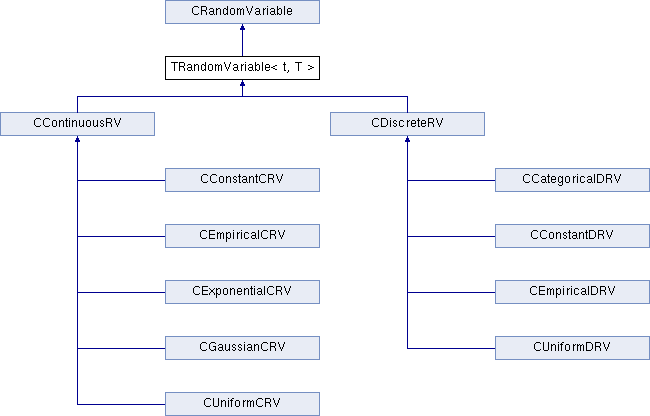 CRandomVariable
TRandomVariable< t, T >
CContinuousRV
CDiscreteRV
CConstantCRV
CCategoricalDRV
CEmpiricalCRV
CConstantDRV
CExponentialCRV
CEmpiricalDRV
CGaussianCRV
CUniformDRV
CUniformCRV